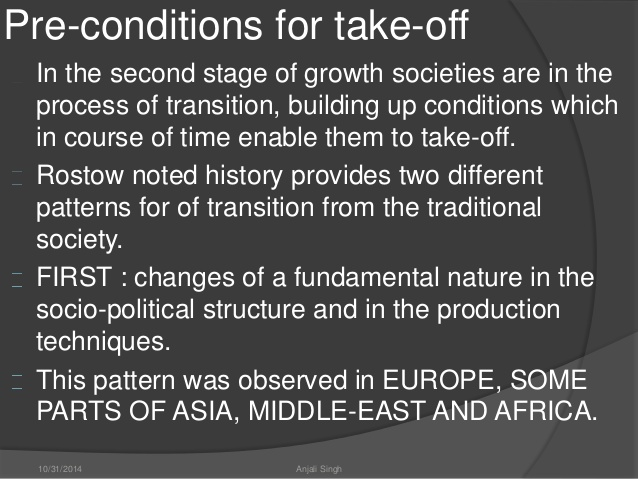 Pre-conditions for take-off
In the second stage of growth societies are in the
process of transition, building up conditions which
in course of time enable them to take-off.
Rostow noted history provides two different
patterns for of transition from the traditional
society.
FIRST : changes of a fundamental nature in the
socio-political structure and in the production
techniques.
This pattern was observed in EUROPE, SOME
PARTS OF ASIA, MIDDLE-EAST AND AFRICA.
10/31/2014 Anjali Singh